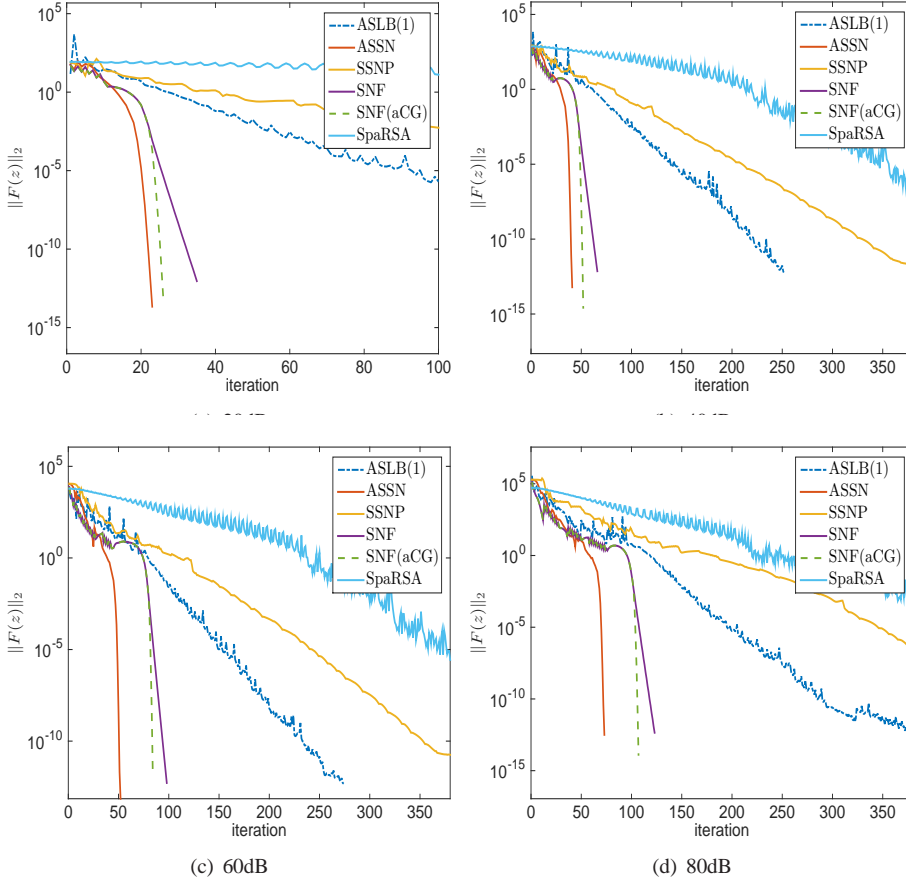 ASLB(1)
ASSN
SSNP
SNF
SNF(aCG)
SpaRSA
10^5
10^0
10^-5
10^-10
10^-15
||F(z)||_2
0 20 40 60 80 100
iteration
ASLB(1)
ASSN
SSNP
SNF
SNF(aCG)
SpaRSA
10^5
10^0
10^-5
10^-10
10^-15
||F(z)||_2
0 50 100 150 200 250 300 350
iteration
ASLB(1)
ASSN
SSNP
SNF
SNF(aCG)
SpaRSA
10^5
10^0
10^-5
10^-10
||F(z)||_2
0 50 100 150 200 250 300 350
iteration
(c) 60dB
ASLB(1)
ASSN
SSNP
SNF
SNF(aCG)
SpaRSA
10^5
10^0
10^-5
10^-10
10^-15
||F(z)||_2
0 50 100 150 200 250 300 350
iteration
(d) 80dB